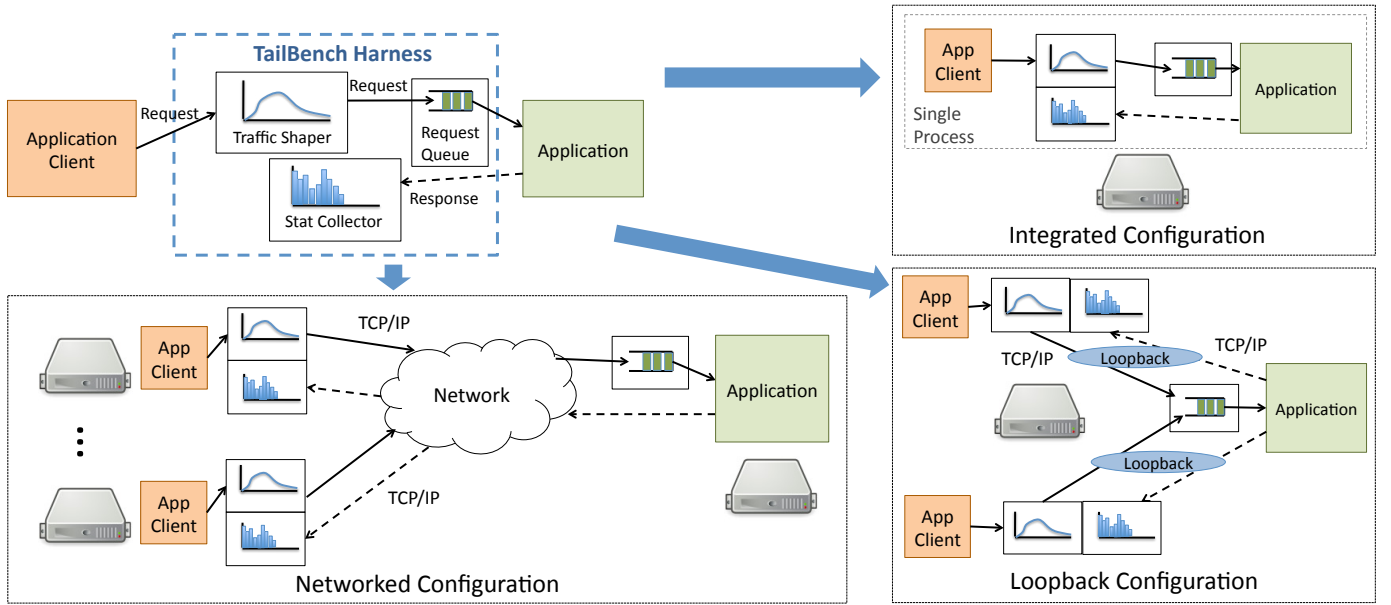 TailBench Harness
Application
Client
Request
Traffic Shaper
Request
Request
Queue
Application
Response
Stat Collector
App
Client
Application
Single
Process
Integrated Configuration
App
Client
TCP/IP
Network
Application
App
Client
TCP/IP
Networked Configuration
App
Client
TCP/IP
Loopback
TCP/IP
Application
Loopback
App
Client
Loopback Configuration